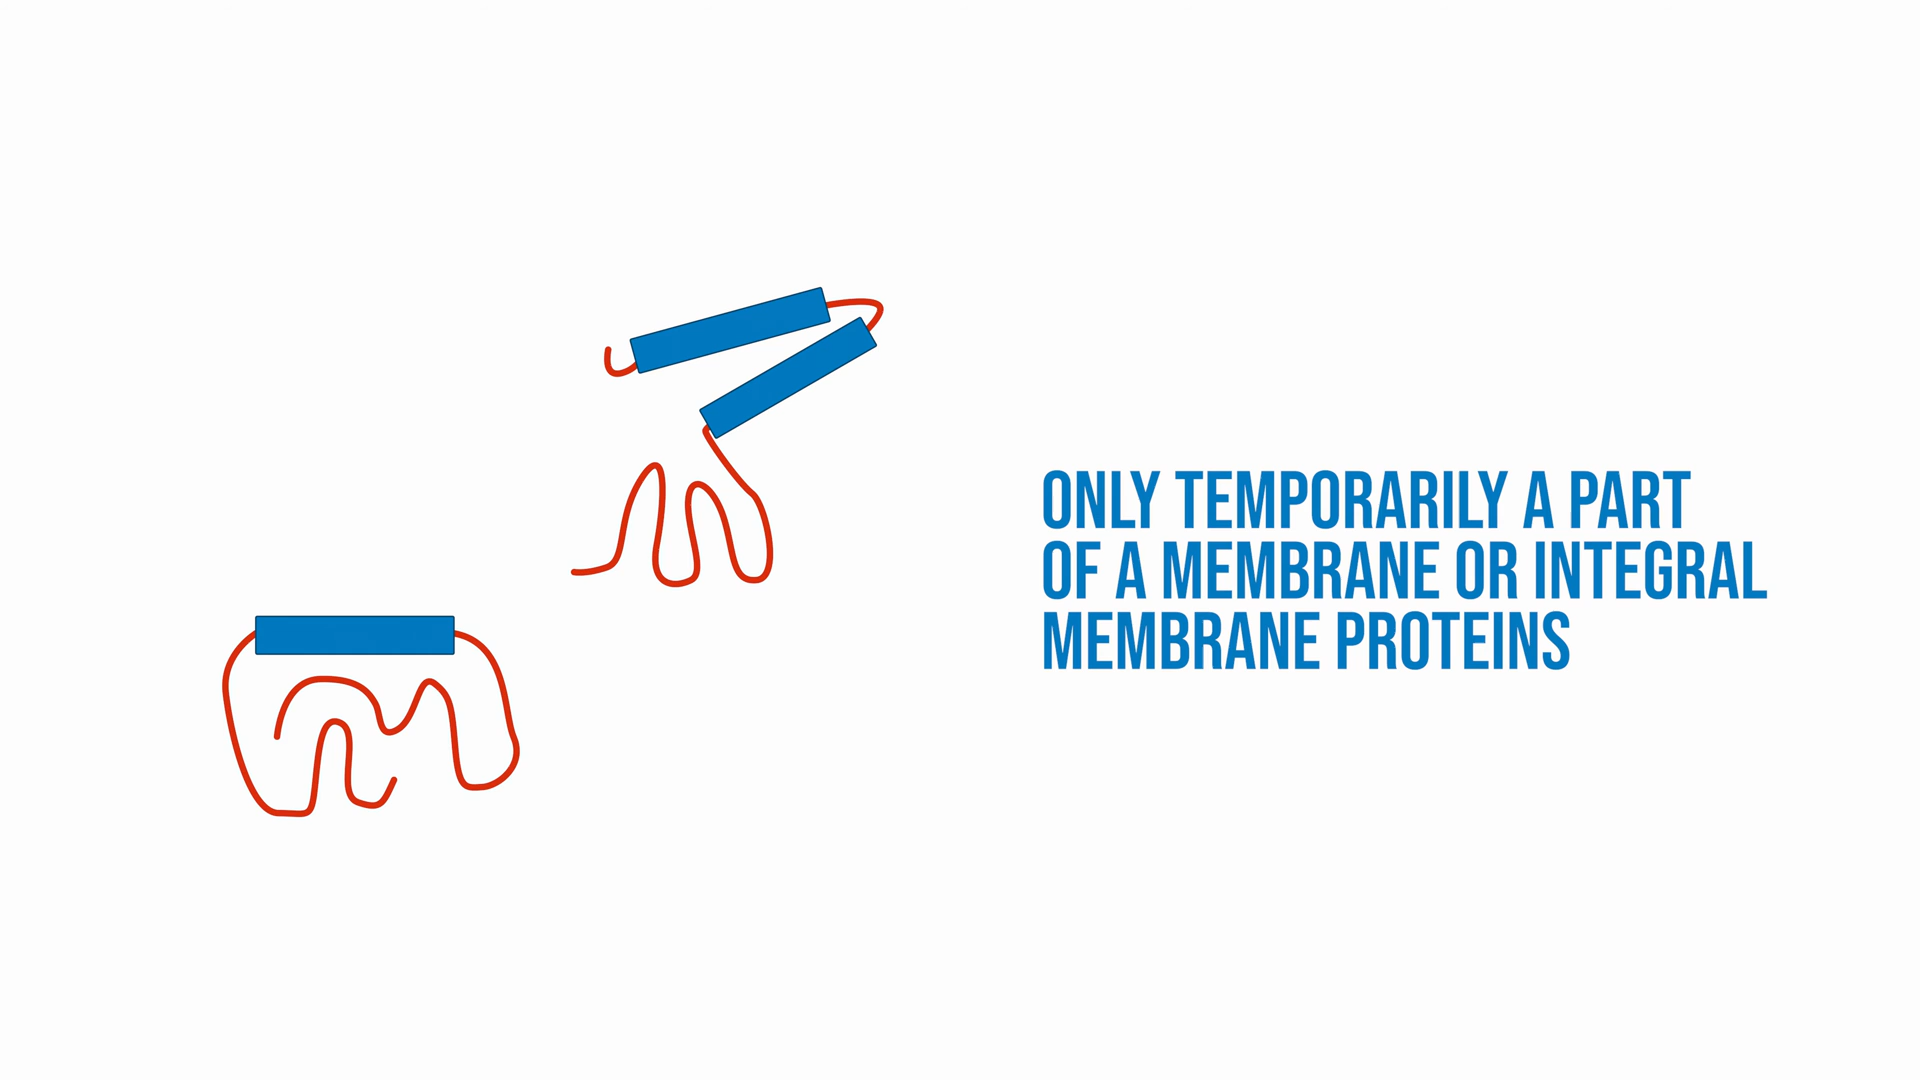 ONLY TEMPORARILY A PART
OF A MEMBRANE OR INTEGRAL
MEMBRANE PROTEINS